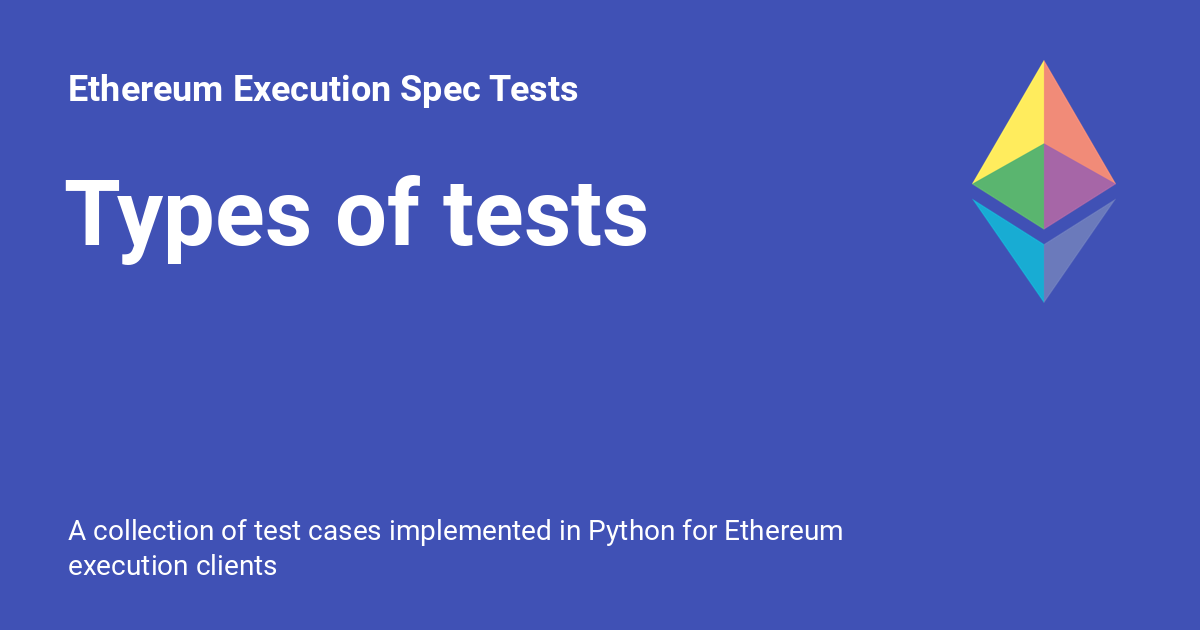 Ethereum Execution Spec Tests
Types of tests
A collection of test cases implemented in Python for Ethereum
execution clients